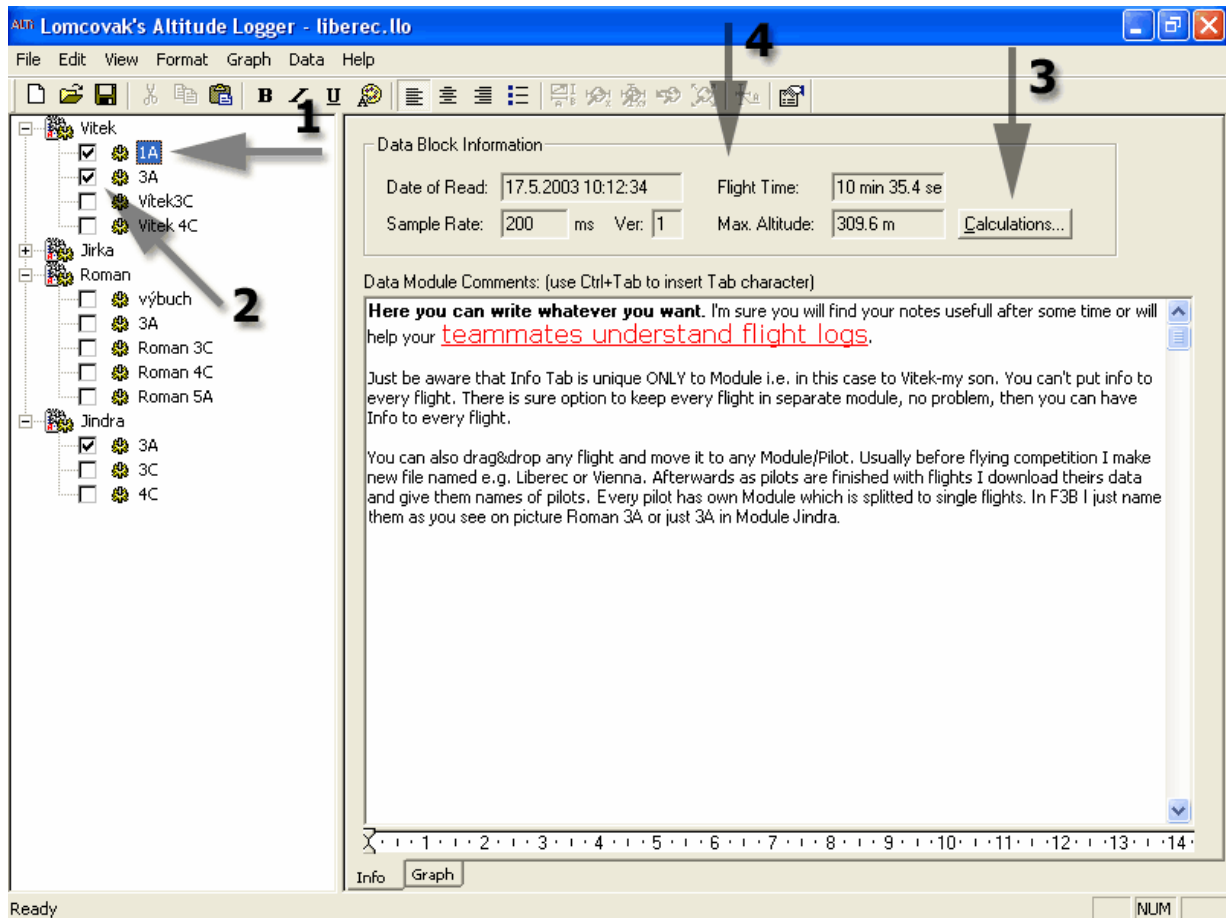 ALTI Lomcovak's Altitude Logger - liberec.llo
File Edit View Format Graph Data Help
B I U
4
3
1
2
Vitek
1A
3A
Vitek3C
Vitek 4C
Jirka
Roman
výbuch
3A
Roman 3C
Roman 4C
Roman 5A
Jindra
3A
3C
4C
Data Block Information
Date of Read: 17.5.2003 10:12:34 Flight Time: 10 min 35.4 se
Sample Rate: 200 ms Ver: 1 Max. Altitude: 309.6 m Calculations...
Data Module Comments: (use Ctrl+Tab to insert Tab character)
Here you can write whatever you want. I'm sure you will find your notes usefull after some time or will
help your teammates understand flight logs.
Just be aware that Info Tab is unique ONLY to Module i.e. in this case to Vitek-my son. You can't put info to
every flight. There is sure option to keep every flight in separate module, no problem, then you can have
Info to every flight.
You can also drag&drop any flight and move it to any Module/Pilot. Usually before flying competition I make
new file named e.g. Liberec or Vienna. Afterwards as pilots are finished with flights I download theirs data
and give them names of pilots. Every pilot has own Module which is splitted to single flights. In F3B I just name
them as you see on picture Roman 3A or just 3A in Module Jindra.
1 2 3 4 5 6 7 8 9 10 11 12 13 14
Info Graph
Ready NUM